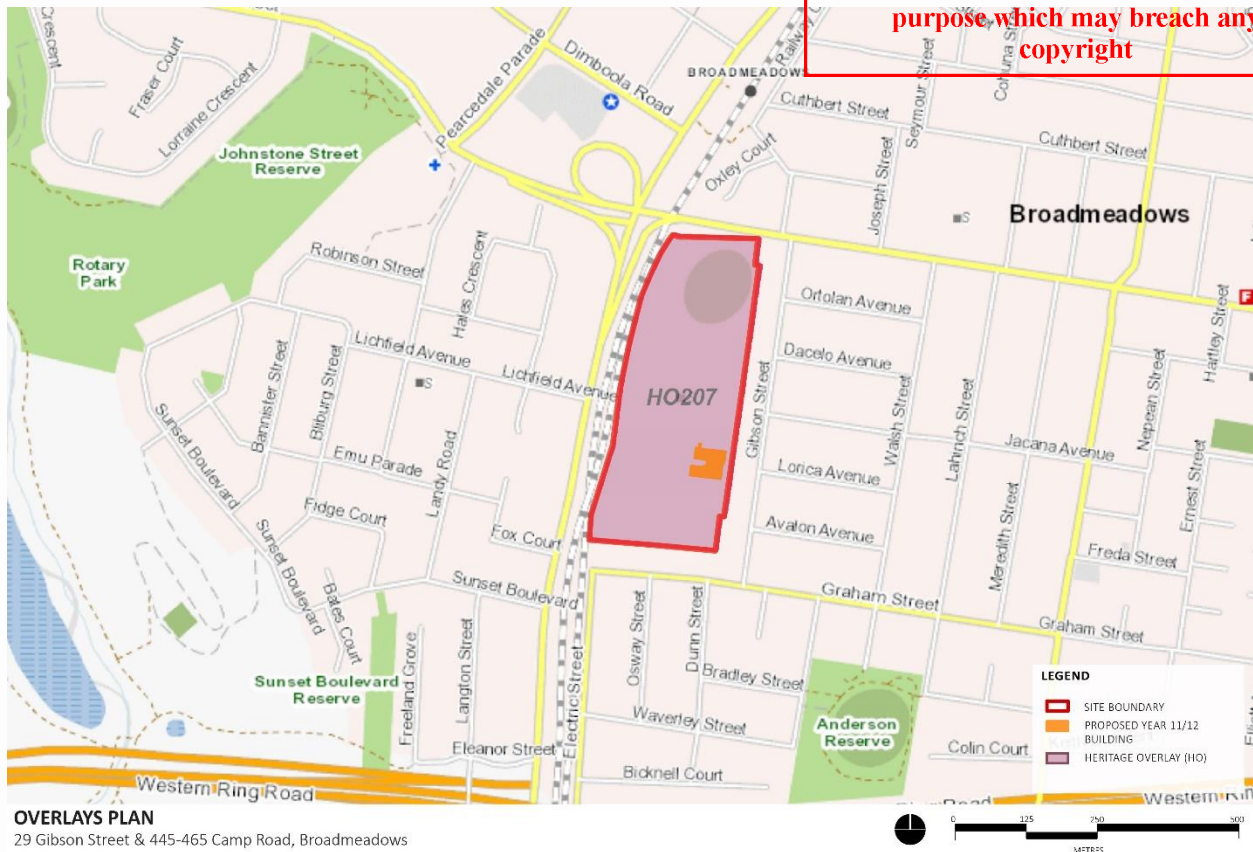 purpose which may breach any
copyright
Crescent
Fraser Court
Lorraine Crescent
Pearcedale Parade
Dimboola Road
BROADMEADOWS
Cuthbert Street
Seymour Street
Cuthbert Street
Johnstone Street
Reserve
Oxley Court
Joseph Street
S
Broadmeadows
Rotary
Park
Robinson Street
Hales Crescent
Ortolan Avenue
Hartley Street
F
Lichfield Avenue
Lichfield Avenue
S
Dacelo Avenue
HO207
Bannister Street
Blburg Street
Gibson Street
Walsh Street
Lahinch Street
Nepean Street
Jacana Avenue
Sunset Boulevard
Emu Parade
Landy Road
Lorica Avenue
Ernest Street
Fidge Court
Fox Court
Avalon Avenue
Meredith Street
Freda Street
Sunset Boulevard
Bates Court
Sunset Boulevard
Graham Street
Graham Street
Freeland Grove
Langton Street
Osway Street
Dunn Street
Bradley Street
Sunset Boulevard
Reserve
Electric Street
Waverley Street
Anderson
Reserve
Colin Court
Eleanor Street
Bicknell Court
Western Ring Road
Road
Western Rin
LEGEND
SITE BOUNDARY
PROPOSED YEAR 11/12
BUILDING
HERITAGE OVERLAY (HO)
OVERLAYS PLAN
29 Gibson Street & 445-465 Camp Road, Broadmeadows
0 125 250 500
METRES